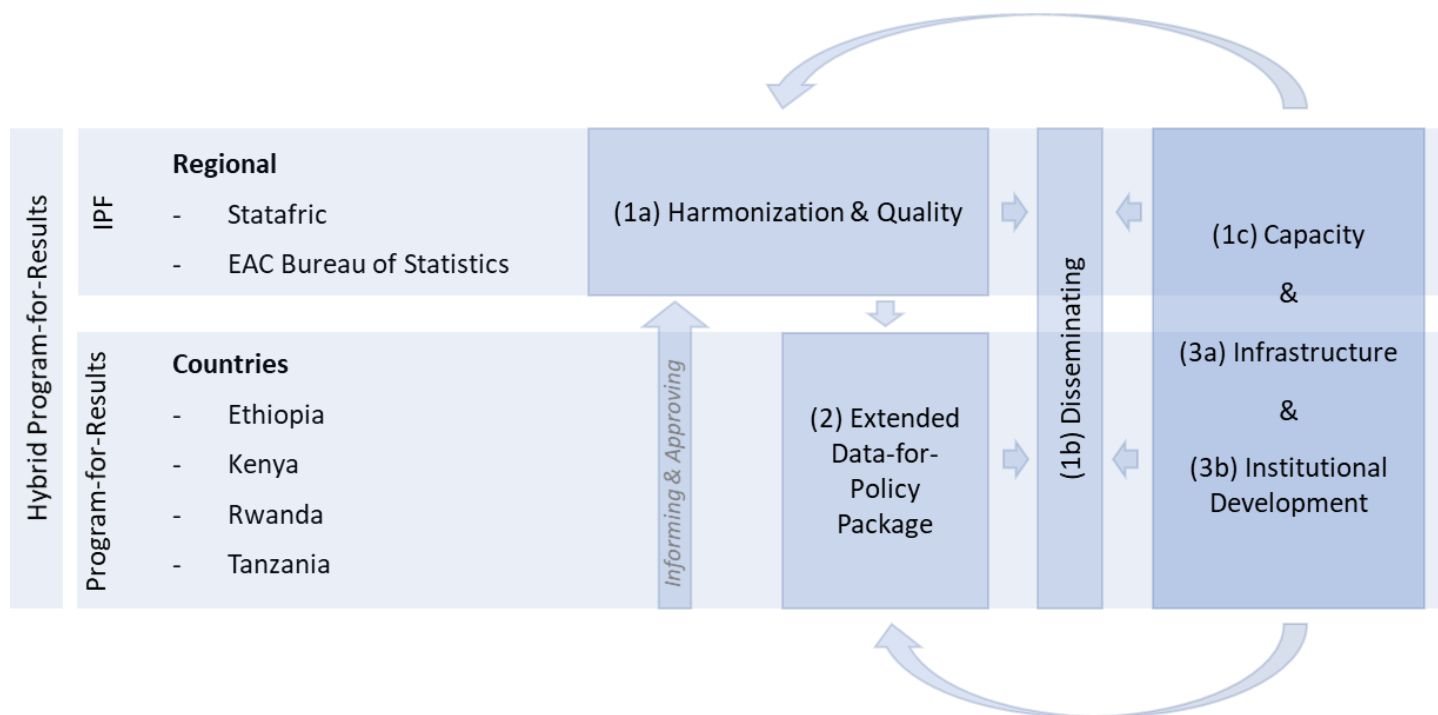 Hybrid Program-for-Results
IPF
Regional
- Statafric
- EAC Bureau of Statistics
(1a) Harmonization & Quality
Program-for-Results
Countries
- Ethiopia
- Kenya
- Rwanda
- Tanzania
Informing & Approving
(2) Extended
Data-for-
Policy
Package
(1b) Disseminating
(1c) Capacity
&
(3a) Infrastructure
&
(3b) Institutional
Development